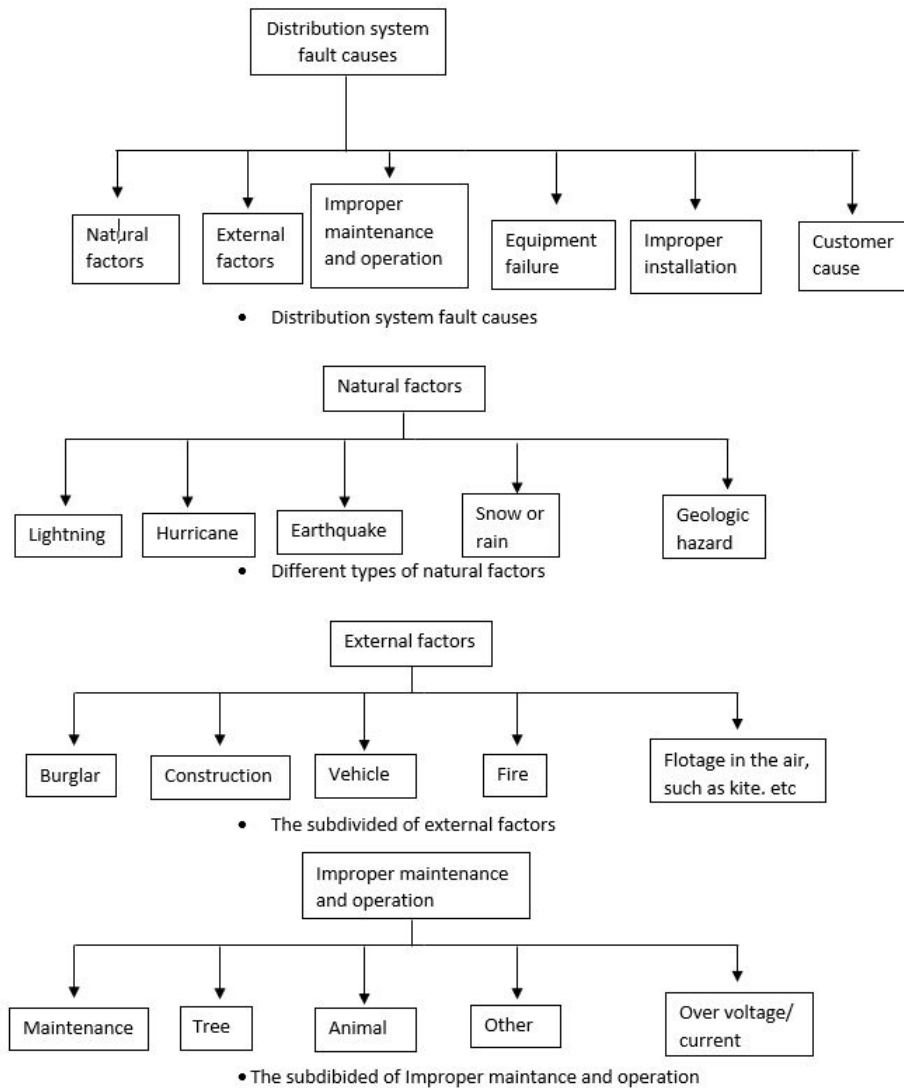 Distribution system
fault causes
Natural
factors
External
factors
Improper
maintenance
and operation
Equipment
failure
Improper
installation
Customer
cause
• Distribution system fault causes
Natural factors
Lightning
Hurricane
Earthquake
Snow or
rain
Geologic
hazard
• Different types of natural factors
External factors
Burglar
Construction
Vehicle
Fire
Flotage in the air,
such as kite. etc
• The subdivided of external factors
Improper maintenance
and operation
Maintenance
Tree
Animal
Other
Over voltage/
current
• The subdibided of Improper maintance and operation